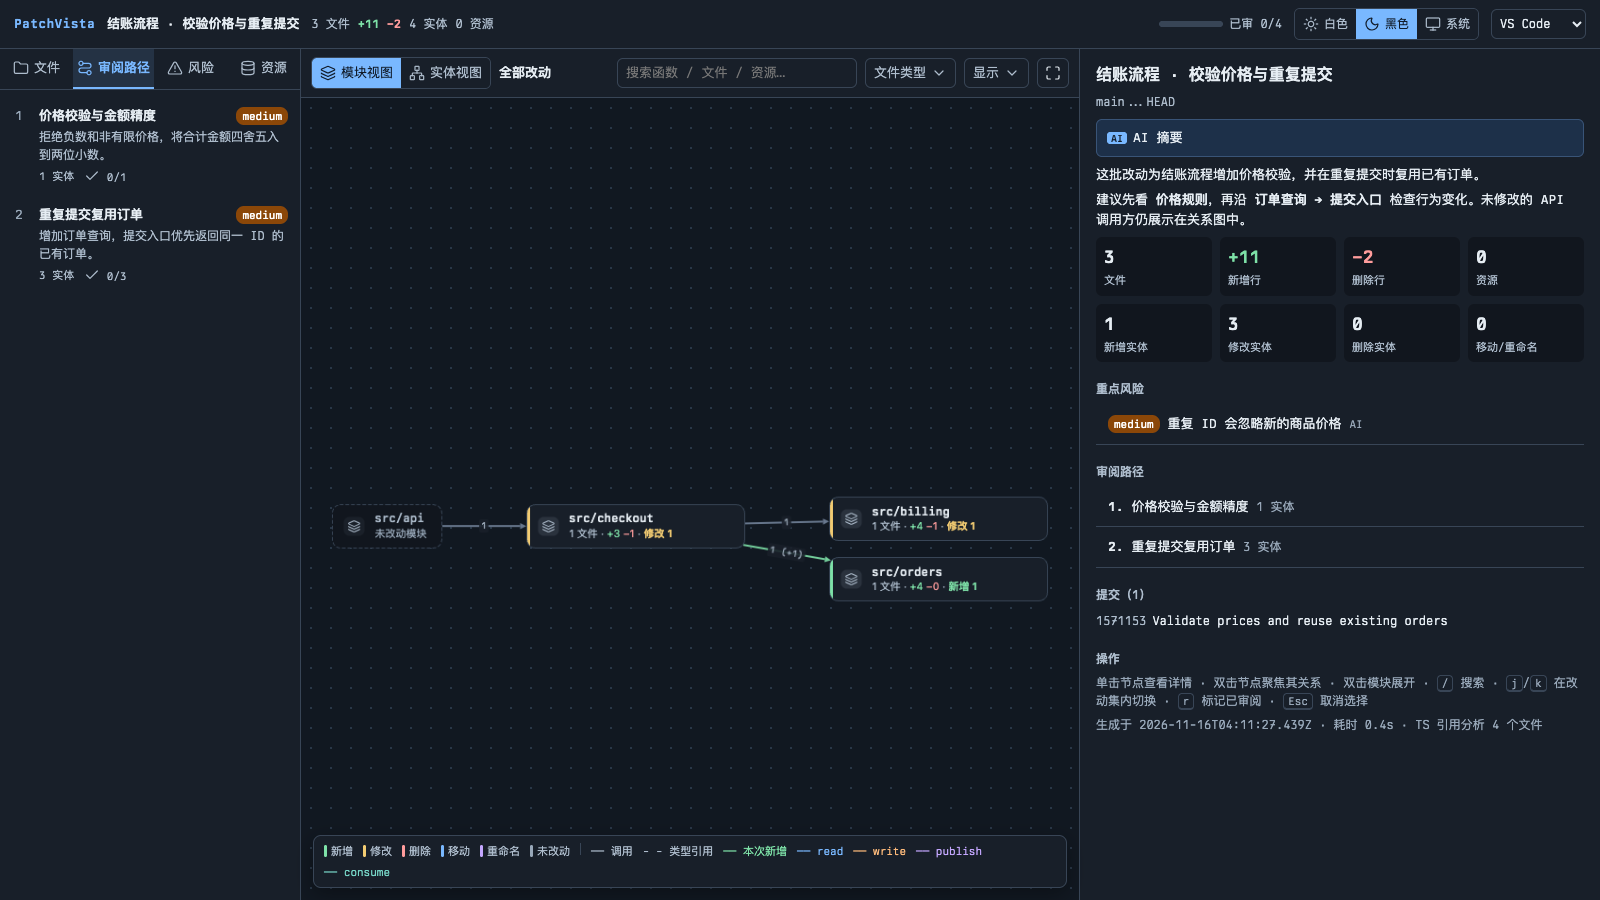 PatchVista 结账流程 · 校验价格与重复提交 3 文件 +11 −2 4 实体 0 资源
已审 0/4
白色 黑色 系统
VS Code
文件 审阅路径 风险 资源
1 价格校验与金额精度 medium
拒绝负数和非有限价格，将合计金额四舍五入
到两位小数。
1 实体 0/1
2 重复提交复用订单 medium
增加订单查询，提交入口优先返回同一 ID 的
已有订单。
3 实体 0/3
模块视图 实体视图 全部改动
搜索函数 / 文件 / 资源…
文件类型
显示
src/api
未改动模块
1
src/checkout
1 文件 · +3 −1 · 修改 1
1
1 (+1)
src/billing
1 文件 · +4 −1 · 修改 1
src/orders
1 文件 · +4 −0 · 新增 1
新增 修改 删除 移动 重命名 未改动 调用 类型引用 本次新增 read write publish
consume
结账流程 · 校验价格与重复提交
main...HEAD
AI AI 摘要
这批改动为结账流程增加价格校验，并在重复提交时复用已有订单。
建议先看 价格规则，再沿 订单查询 → 提交入口 检查行为变化。未修改的 API
调用方仍展示在关系图中。
3 +11 −2 0
文件 新增行 删除行 资源
1 3 0 0
新增实体 修改实体 删除实体 移动/重命名
重点风险
medium 重复 ID 会忽略新的商品价格 AI
审阅路径
1. 价格校验与金额精度 1 实体
2. 重复提交复用订单 3 实体
提交 (1)
1571153 Validate prices and reuse existing orders
操作
单击节点查看详情 · 双击节点聚焦其关系 · 双击模块展开 · / 搜索 · j/k 在改
动集内切换 · r 标记已审阅 · Esc 取消选择
生成于 2026-11-16T04:11:27.439Z · 耗时 0.4s · TS 引用分析 4 个文件